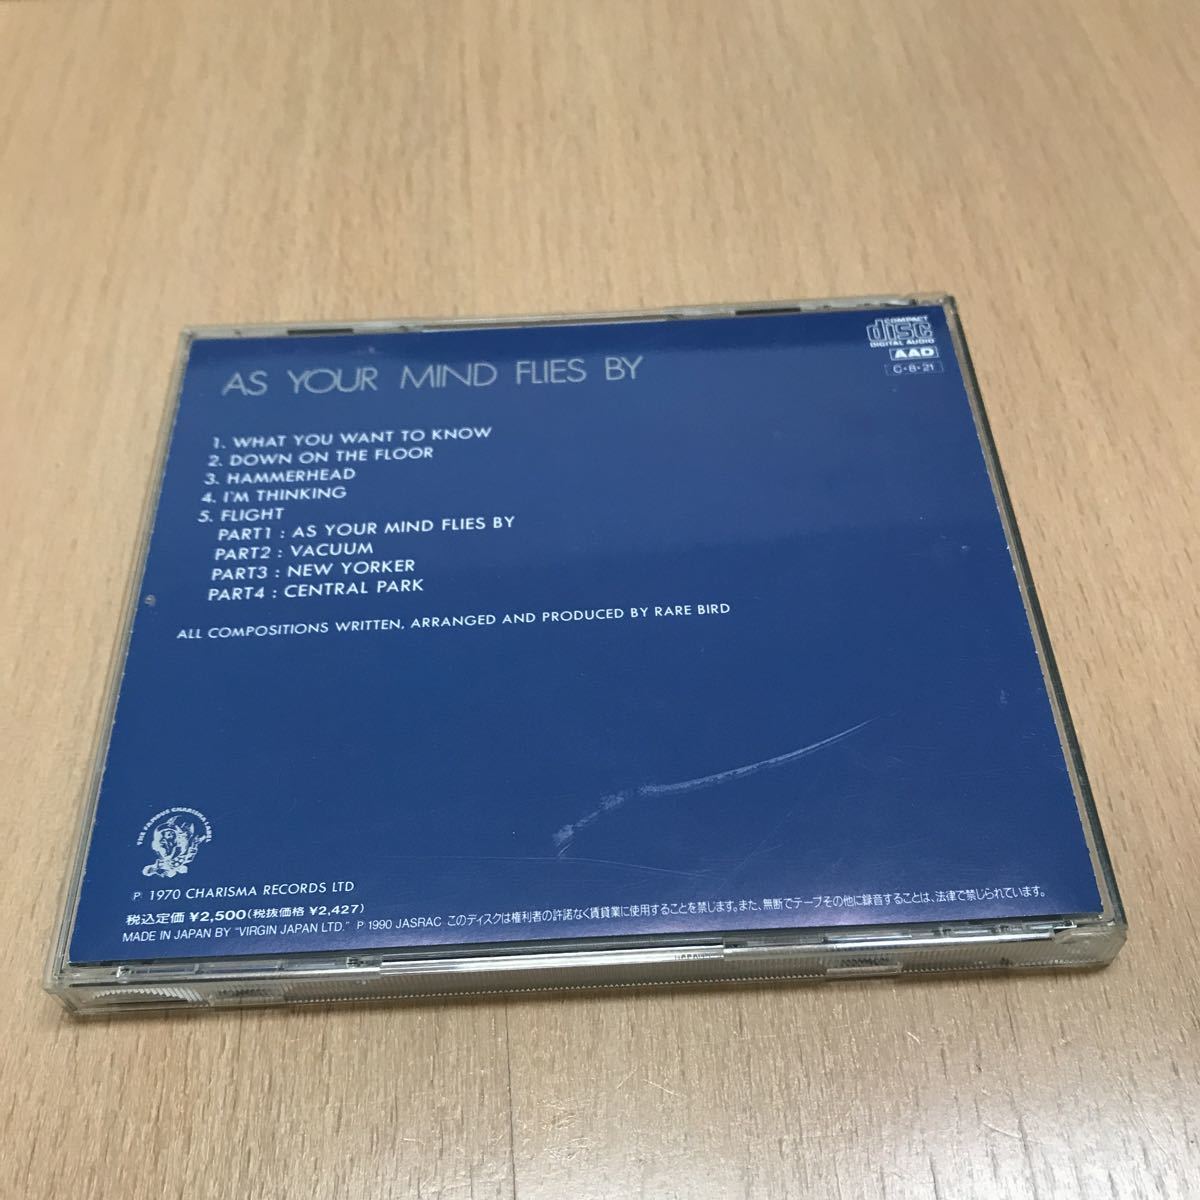 COMPACT
disc
DIGITAL AUDIO
AAD
C・8・21
AS YOUR MIND FLIES BY
1. WHAT YOU WANT TO KNOW
2. DOWN ON THE FLOOR
3. HAMMERHEAD
4. I'M THINKING
5. FLIGHT
PART1 : AS YOUR MIND FLIES BY
PART2 : VACUUM
PART3 : NEW YORKER
PART4 : CENTRAL PARK
ALL COMPOSITIONS WRITTEN, ARRANGED AND PRODUCED BY RARE BIRD
THE FAMOUS CHARISMA LABEL
℗ 1970 CHARISMA RECORDS LTD
税込定価 ¥2,500(税抜価格 ¥2,427)
MADE IN JAPAN BY "VIRGIN JAPAN LTD." ℗ 1990 JASRAC このディスクは権利者の許諾なく賃貸業に使用することを禁じます。また、無断でテープその他に録音することは、法律で禁じられています。